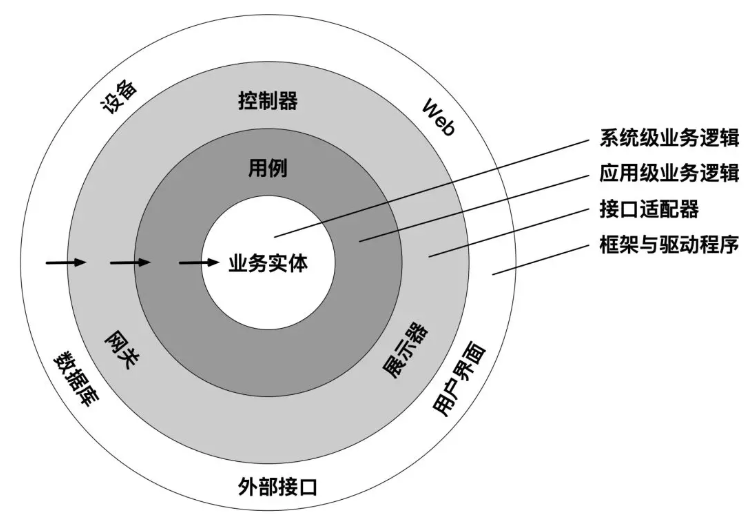 设备
控制器
Web
用例
业务实体
网关
展示器
数据库
用户界面
外部接口
系统级业务逻辑
应用级业务逻辑
接口适配器
框架与驱动程序